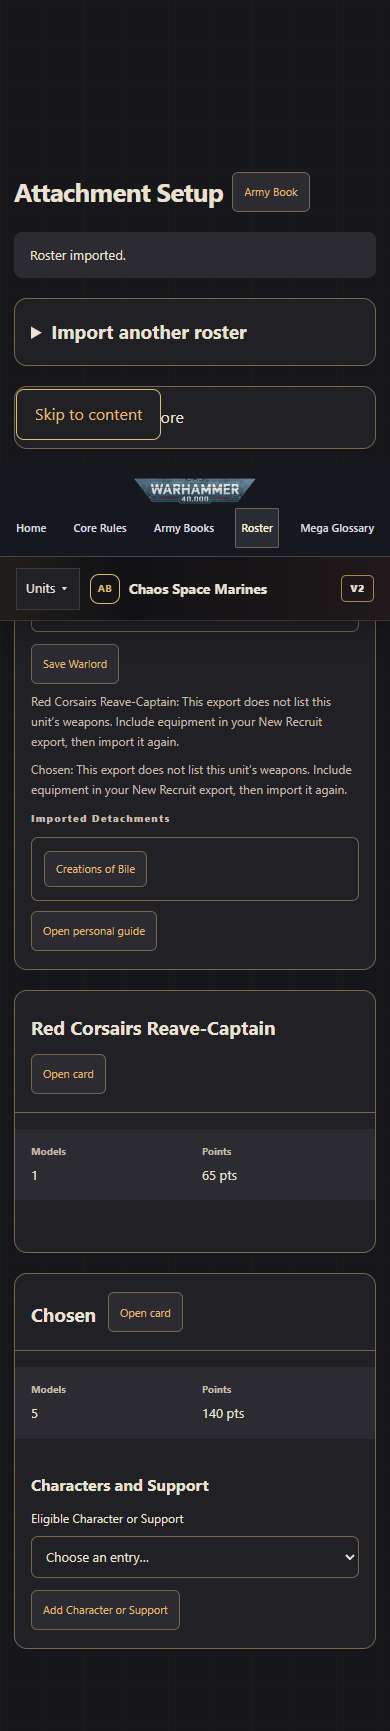 Attachment Setup
Army Book
Roster imported.
▶ Import another roster
Skip to content
ore
WARHAMMER
40,000
Home
Core Rules
Army Books
Roster
Mega Glossary
Units
AB
Chaos Space Marines
V2
Save Warlord
Red Corsairs Reave-Captain: This export does not list this
unit's weapons. Include equipment in your New Recruit
export, then import it again.
Chosen: This export does not list this unit's weapons. Include
equipment in your New Recruit export, then import it again.
Imported Detachments
Creations of Bile
Open personal guide
Red Corsairs Reave-Captain
Open card
Models
Points
1
65 pts
Chosen
Open card
Models
Points
5
140 pts
Characters and Support
Eligible Character or Support
Choose an entry...
Add Character or Support